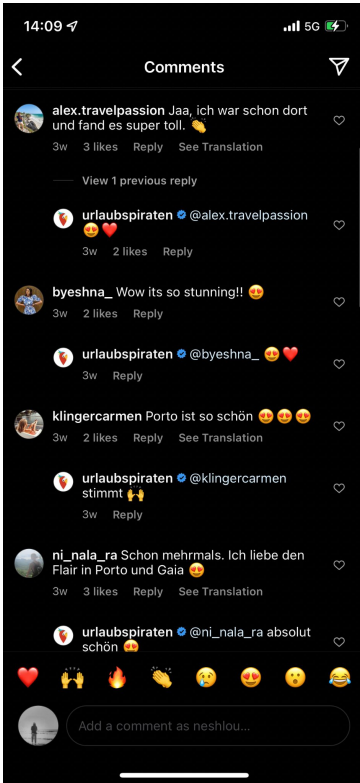 14:09
5G
Comments
alex.travelpassion Jaa, ich war schon dort
und fand es super toll. 👏
3w 3 likes Reply See Translation
View 1 previous reply
urlaubspiraten @alex.travelpassion
😍❤️
3w 2 likes Reply
byeshna_ Wow its so stunning!! 😍
3w 2 likes Reply
urlaubspiraten @byeshna_ 😍❤️
3w Reply
klingercarmen Porto ist so schön 😍😍😍
3w 2 likes Reply See Translation
urlaubspiraten @klingercarmen
stimmt 🙌
3w Reply
ni_nala_ra Schon mehrmals. Ich liebe den
Flair in Porto und Gaia 😍
3w 3 likes Reply See Translation
urlaubspiraten @ni_nala_ra absolut
schön 😍
❤️ 🙌 🔥 👏 😢 😍 😮 😂
Add a comment as neshlou...